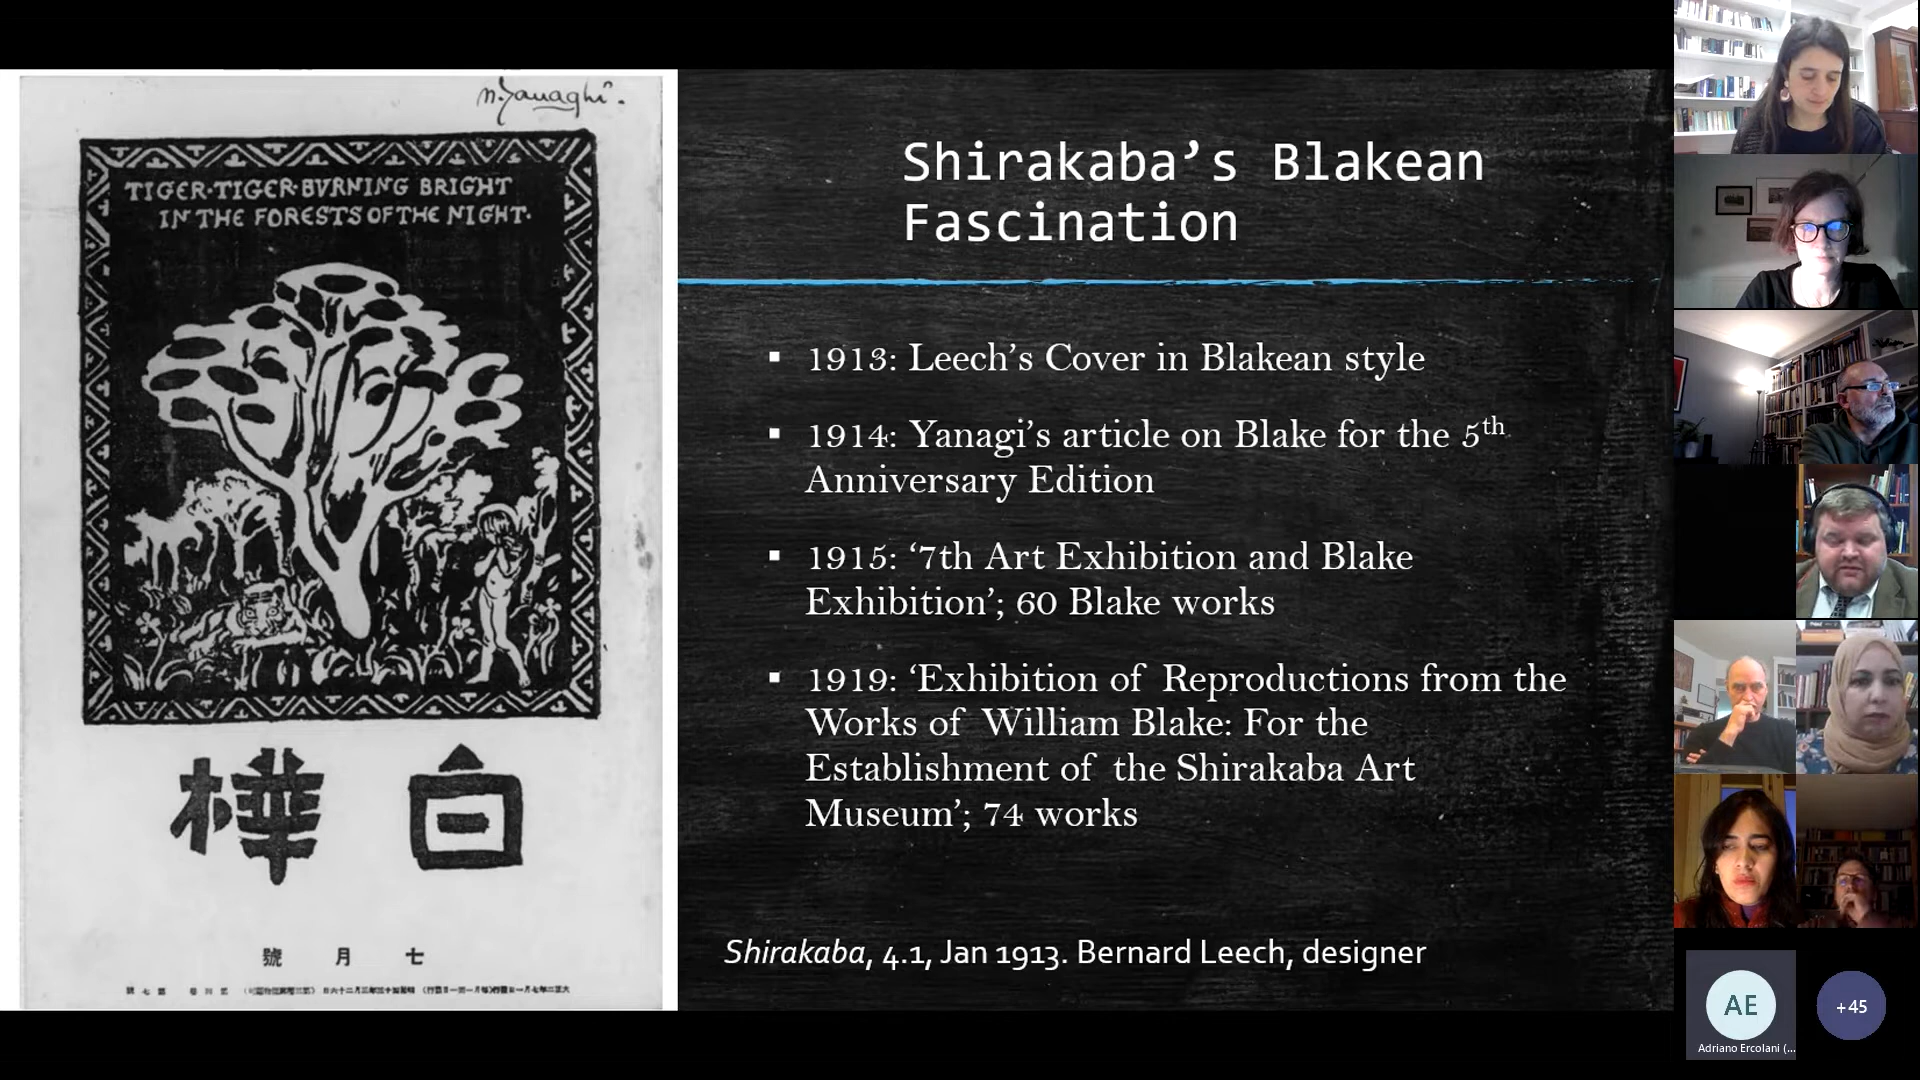 n. Yanaghi.
TIGER·TIGER·BVRNING BRIGHT
IN THE FORESTS OF THE NIGHT·
樺 白
號 月 七
Shirakaba’s Blakean
Fascination
▪ 1913: Leech’s Cover in Blakean style
▪ 1914: Yanagi’s article on Blake for the 5th
Anniversary Edition
▪ 1915: ‘7th Art Exhibition and Blake
Exhibition’; 60 Blake works
▪ 1919: ‘Exhibition of Reproductions from the
Works of William Blake: For the
Establishment of the Shirakaba Art
Museum’; 74 works
Shirakaba, 4.1, Jan 1913. Bernard Leech, designer
AE
Adriano Ercolani (...
+45